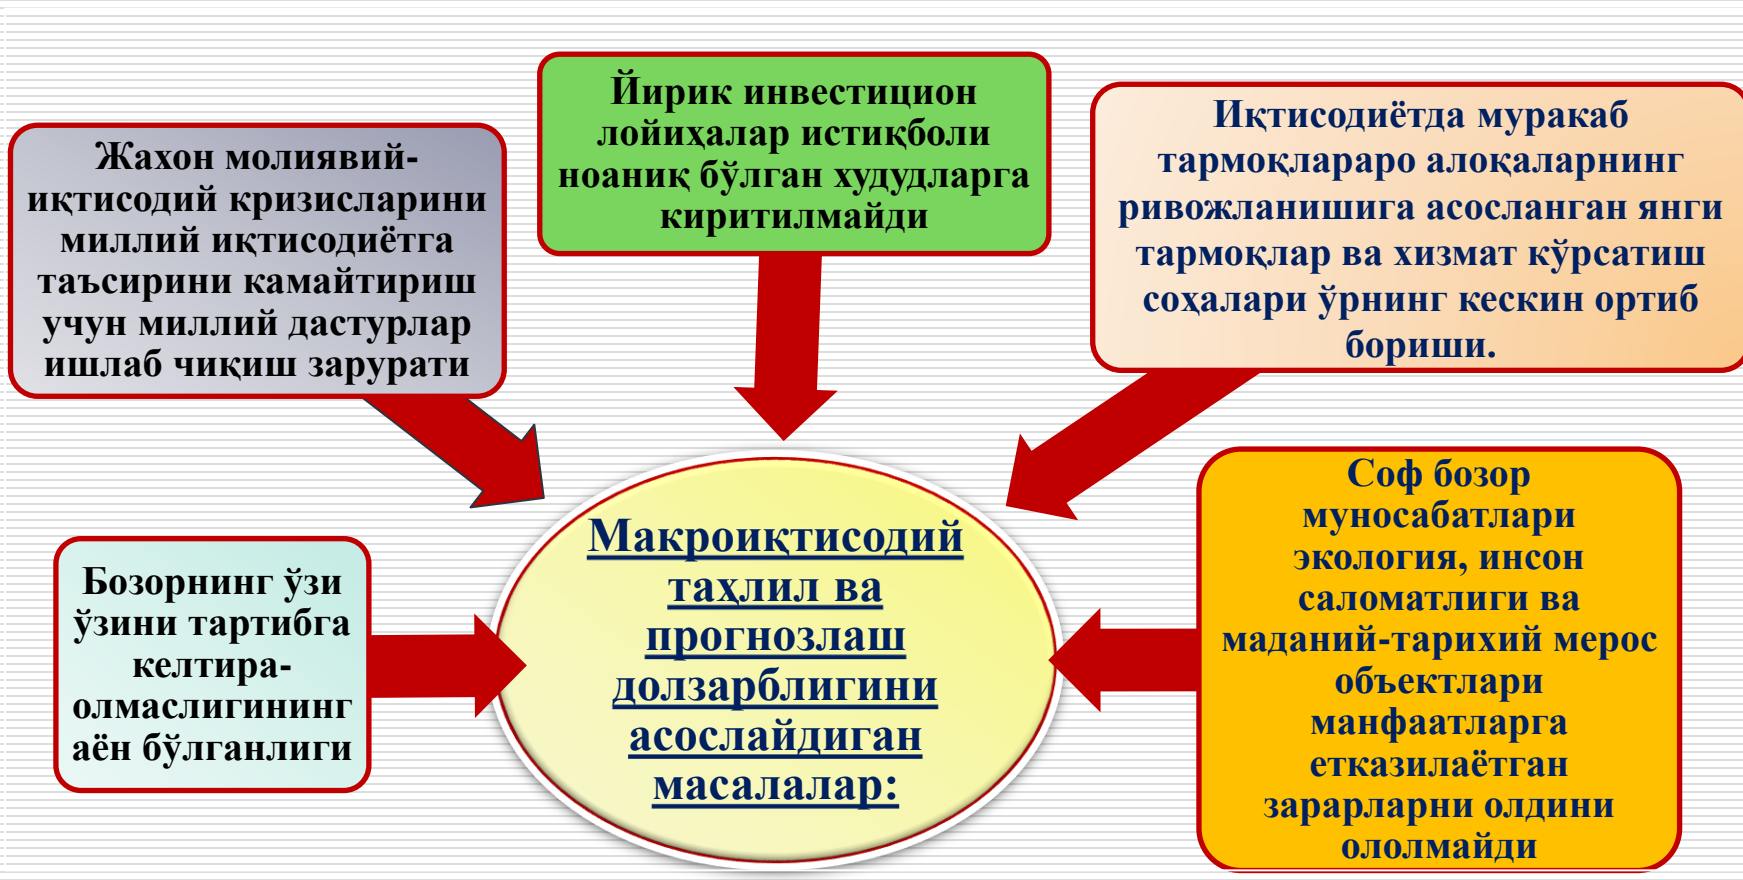 Йирик инвестицион
лойиҳалар истиқболи
ноаниқ бўлган худудларга
киритилмайди
Жахон молиявий-
иқтисодий кризисларини
миллий иқтисодиётга
таъсирини камайтириш
учун миллий дастурлар
ишлаб чиқиш зарурати
Иқтисодиётда муракаб
тармоқлараро алоқаларнинг
ривожланишига асосланган янги
тармоқлар ва хизмат кўрсатиш
соҳалари ўрнинг кескин ортиб
бориши.
Бозорнинг ўзи
ўзини тартибга
келтира-
олмаслигининг
аён бўлганлиги
Макроиқтисодий
таҳлил ва
прогнозлаш
долзарблигини
асослайдиган
масалалар:
Соф бозор
муносабатлари
экология, инсон
саломатлиги ва
маданий-тарихий мерос
объектлари
манфаатларга
етказилаётган
зарарларни олдини
ололмайди